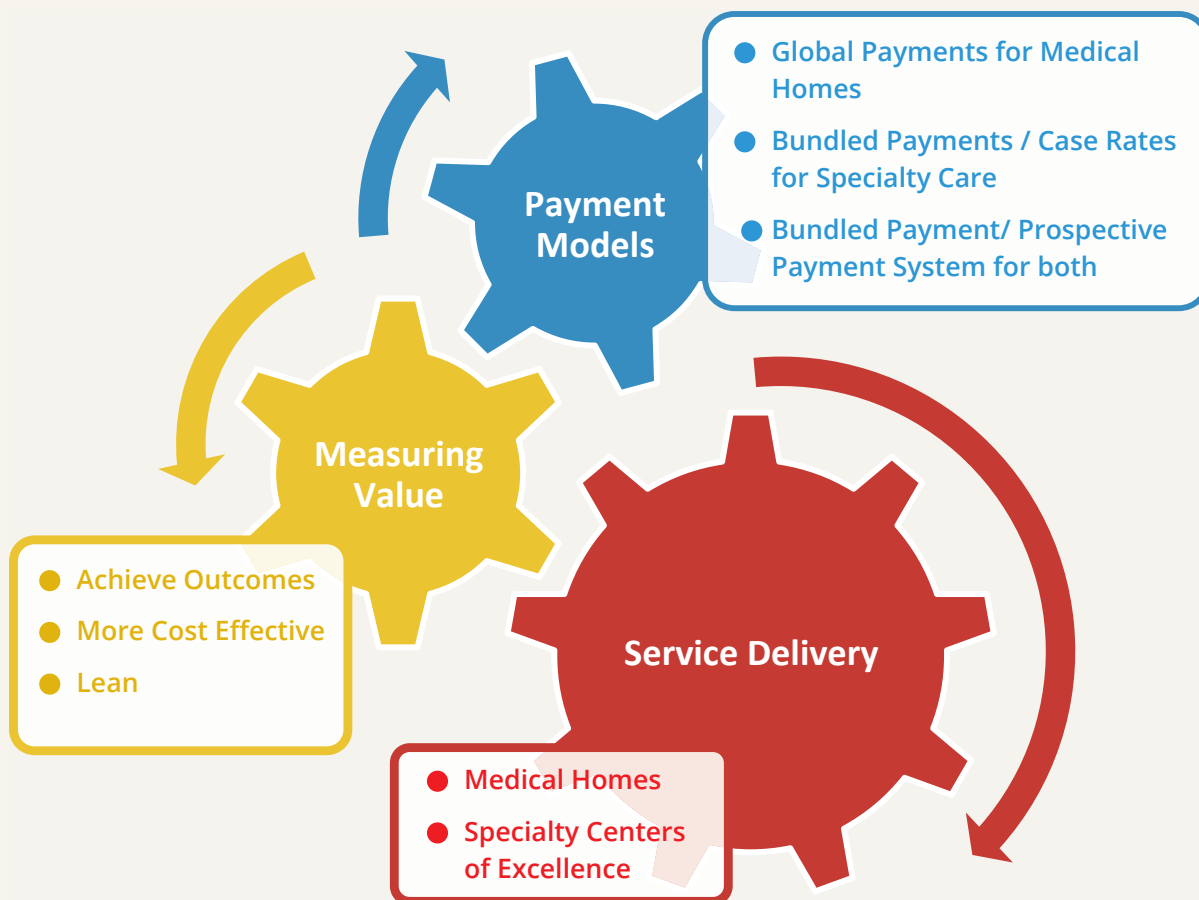 Global Payments for Medical
Homes
Bundled Payments / Case Rates
for Specialty Care
Bundled Payment/ Prospective
Payment System for both
Payment
Models
Measuring
Value
Achieve Outcomes
More Cost Effective
Lean
Service Delivery
Medical Homes
Specialty Centers
of Excellence